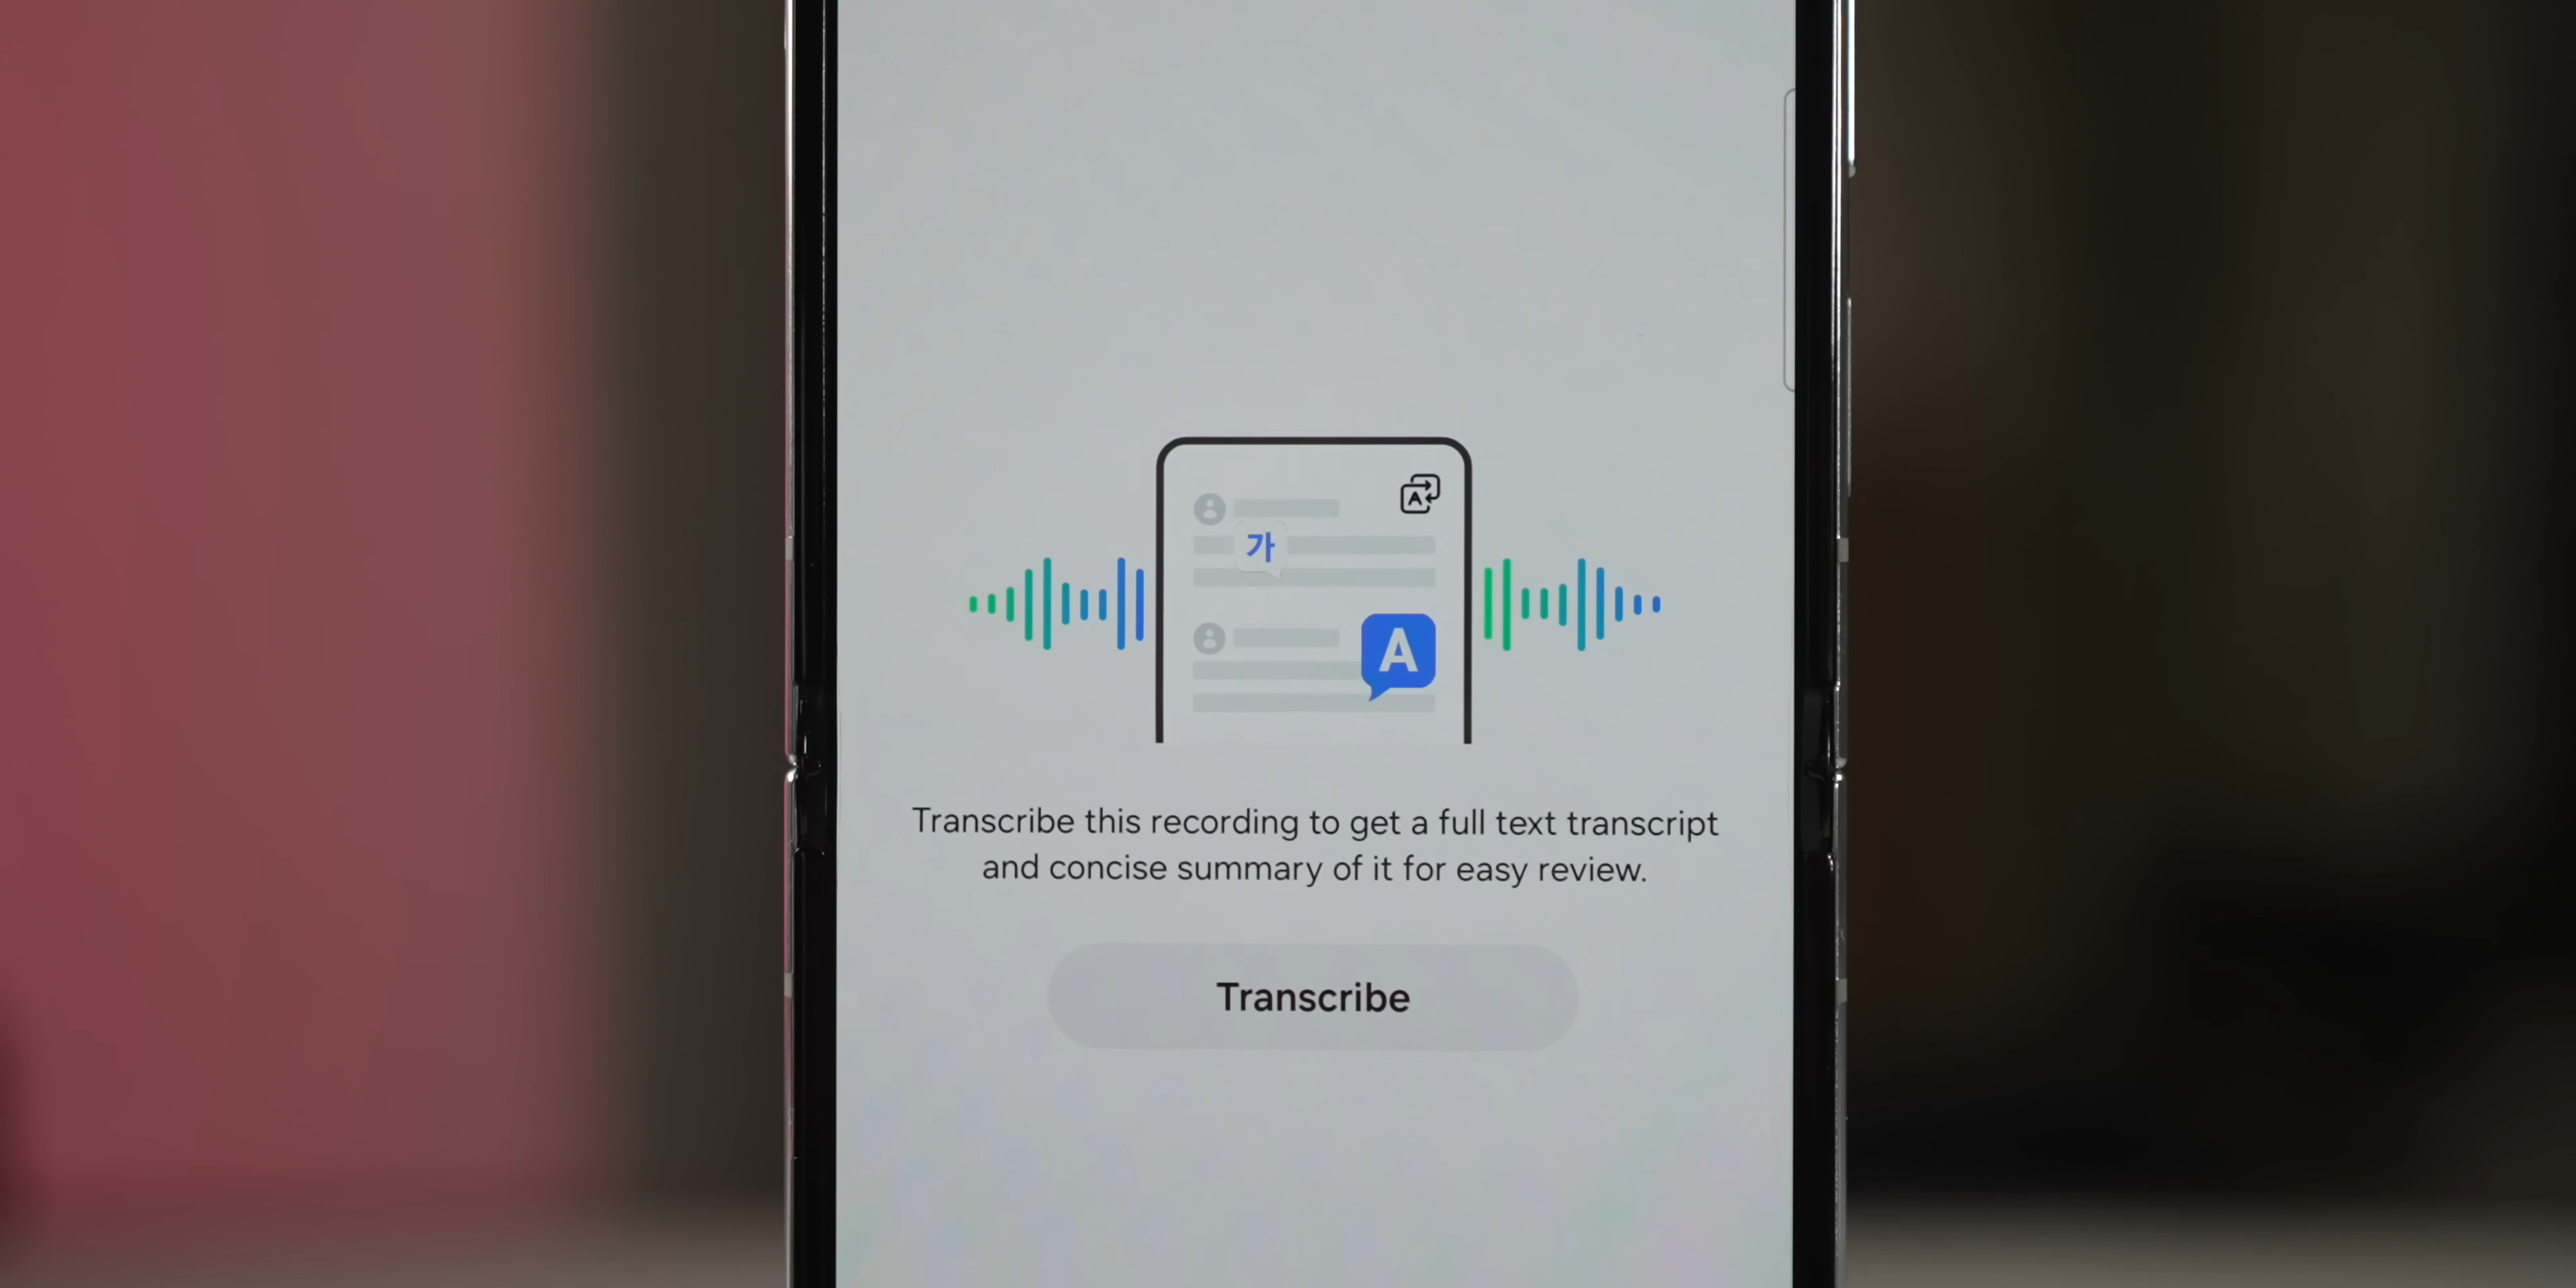 가
A
A
Transcribe this recording to get a full text transcript
and concise summary of it for easy review.
Transcribe